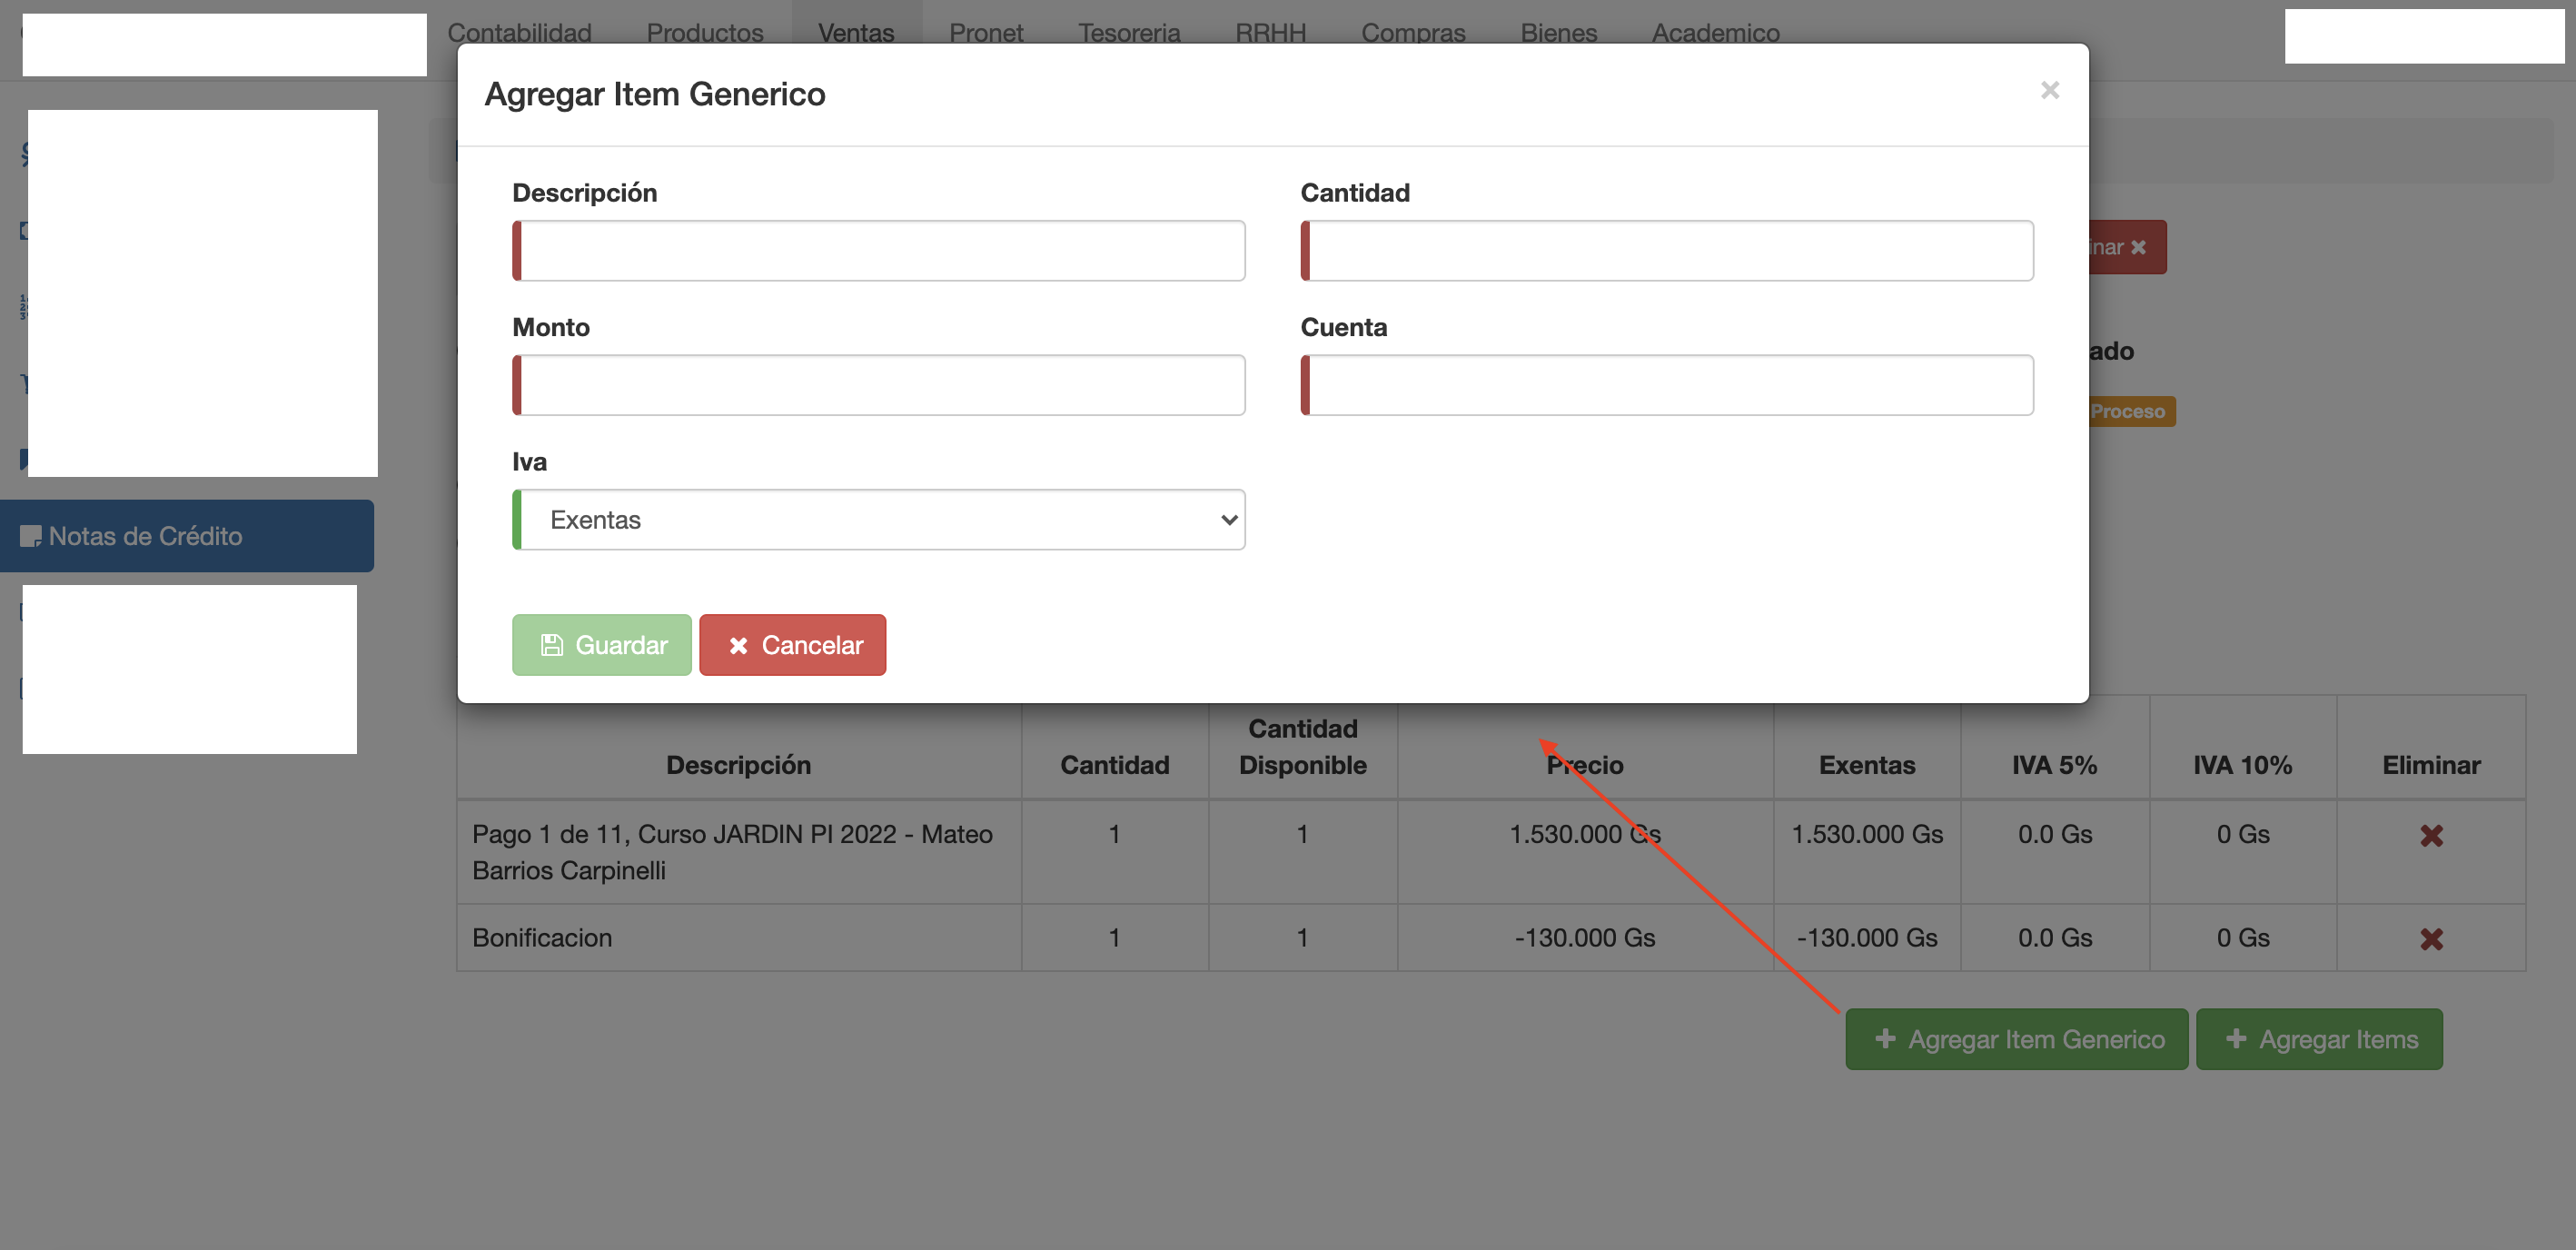 Contabilidad Productos Ventas Pronet Tesoreria RRHH Compras Bienes Academico
Agregar Item Generico ×
Descripción Cantidad
Monto Cuenta
Iva
Exentas
Guardar Cancelar
inar
ado
Proceso
Notas de Crédito
Descripción Cantidad Cantidad Disponible Precio Exentas IVA 5% IVA 10% Eliminar
Pago 1 de 11, Curso JARDIN PI 2022 - Mateo 1 1 1.530.000 Gs 1.530.000 Gs 0.0 Gs 0 Gs
Barrios Carpinelli
Bonificacion 1 1 -130.000 Gs -130.000 Gs 0.0 Gs 0 Gs
Agregar Item Generico Agregar Items